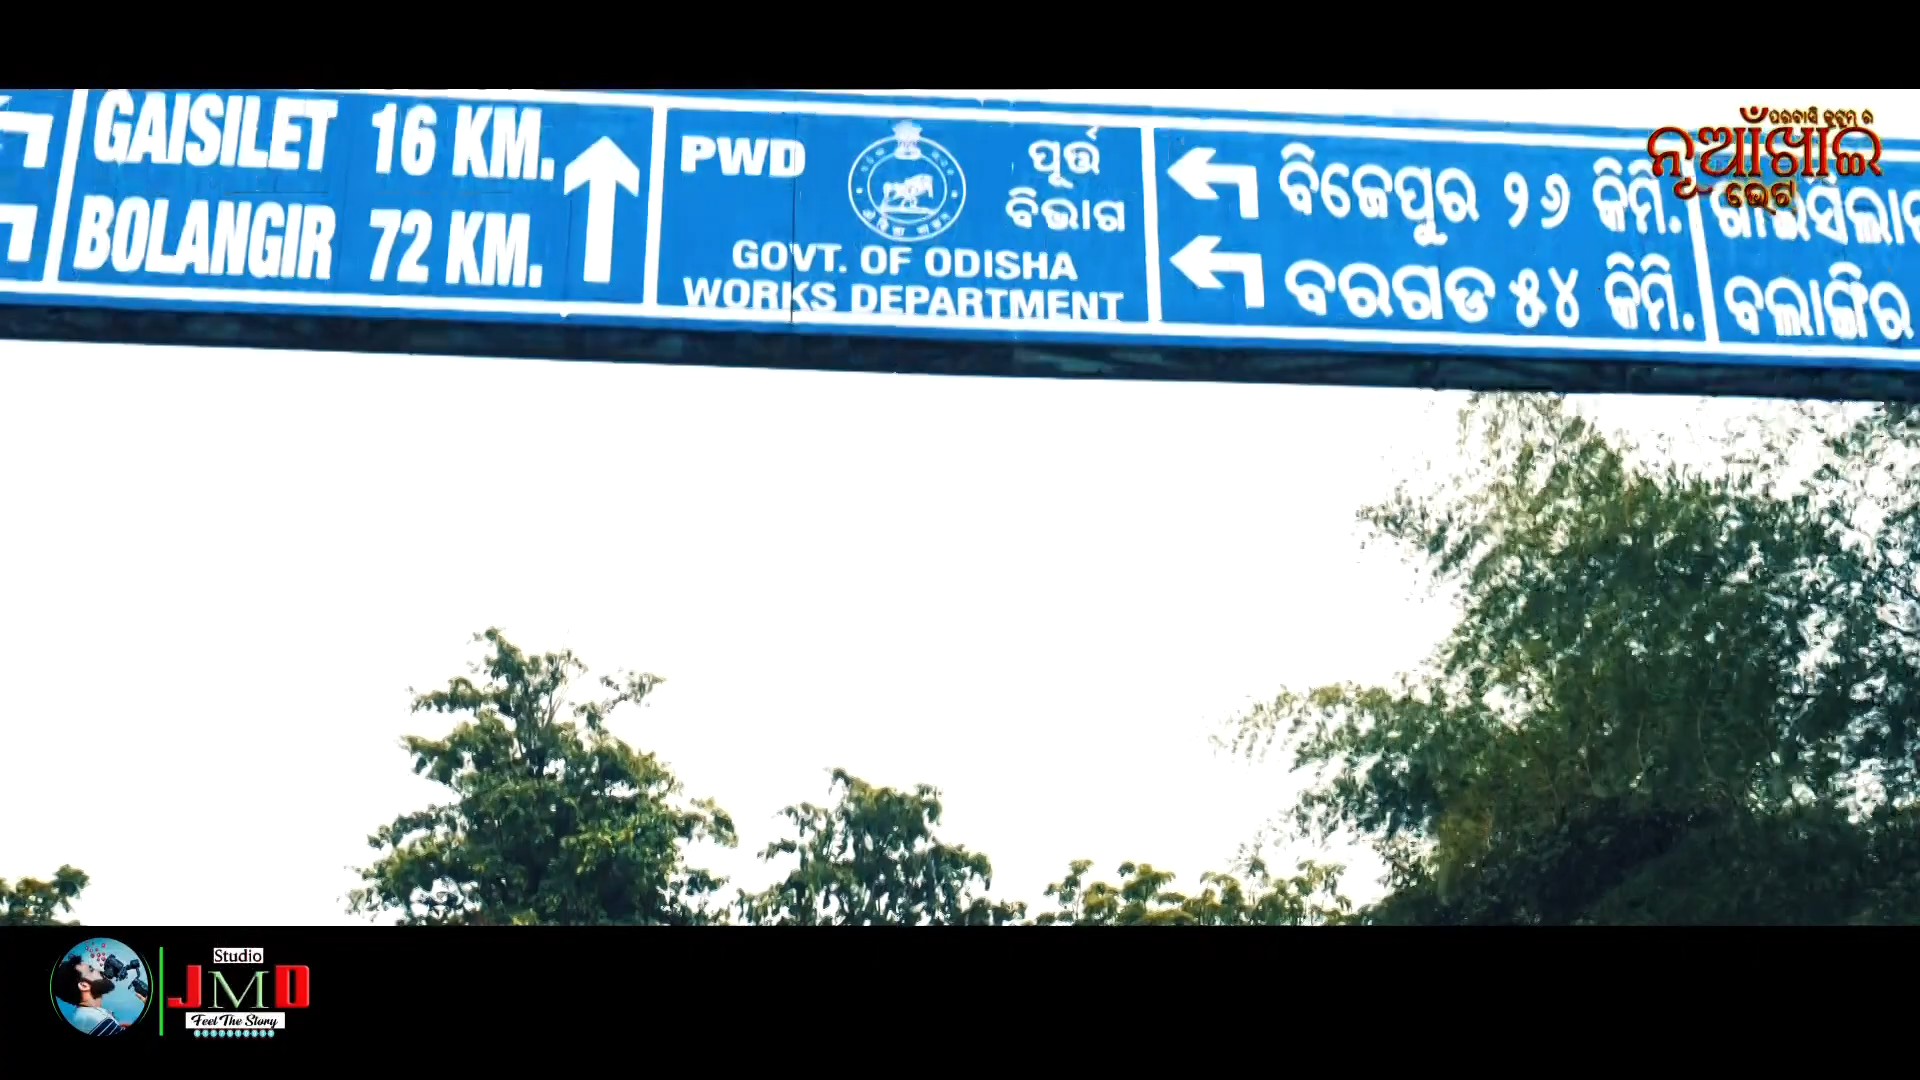 GAISILET 16 KM.
BOLANGIR 72 KM.
PWD
ପୂର୍ତ୍ତ
ବିଭାଗ
GOVT. OF ODISHA
WORKS DEPARTMENT
ବିଜେପୁର ୨୬ କିମି.
ବରଗଡ ୫୪ କିମି.
ବଲାଙ୍ଗିର
ନୂଆଁଖାଇ
ଭେଟ
Studio
JMD
Feel The Story